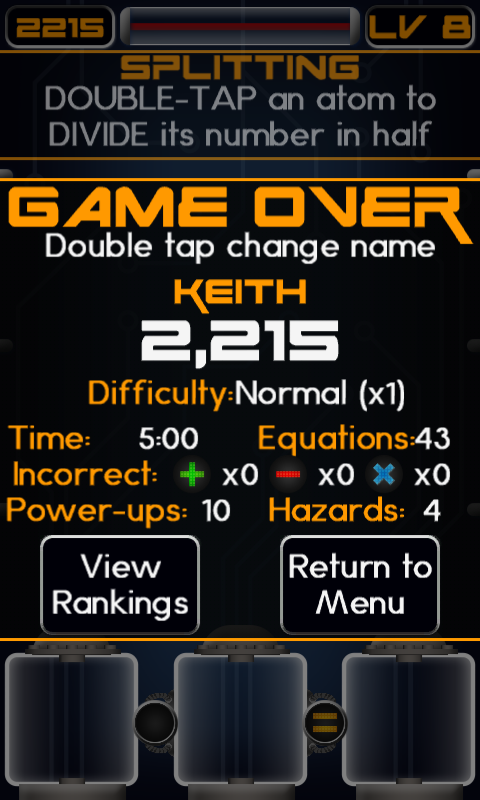 2215 LV 8
SPLITTING
DOUBLE-TAP an atom to
DIVIDE its number in half
GAME OVER
Double tap change name
KEITH
2,215
Difficulty:Normal (x1)
Time: 5:00 Equations:43
Incorrect: + x0 - x0 × x0
Power-ups: 10 Hazards: 4
View
Rankings
Return to
Menu
=